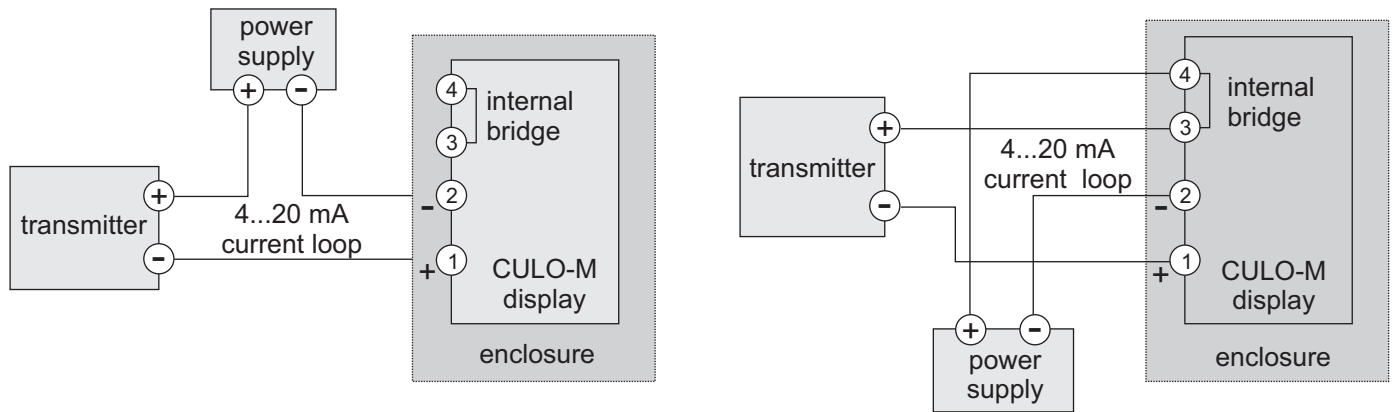 power
supply
+
-
4
internal
bridge
3
2
-
+
transmitter
-
4...20 mA
current loop
1
+
CULO-M
display
enclosure
4
internal
bridge
+
3
transmitter
4...20 mA
current loop
2
-
-
1
+
CULO-M
display
+
-
power
supply
enclosure